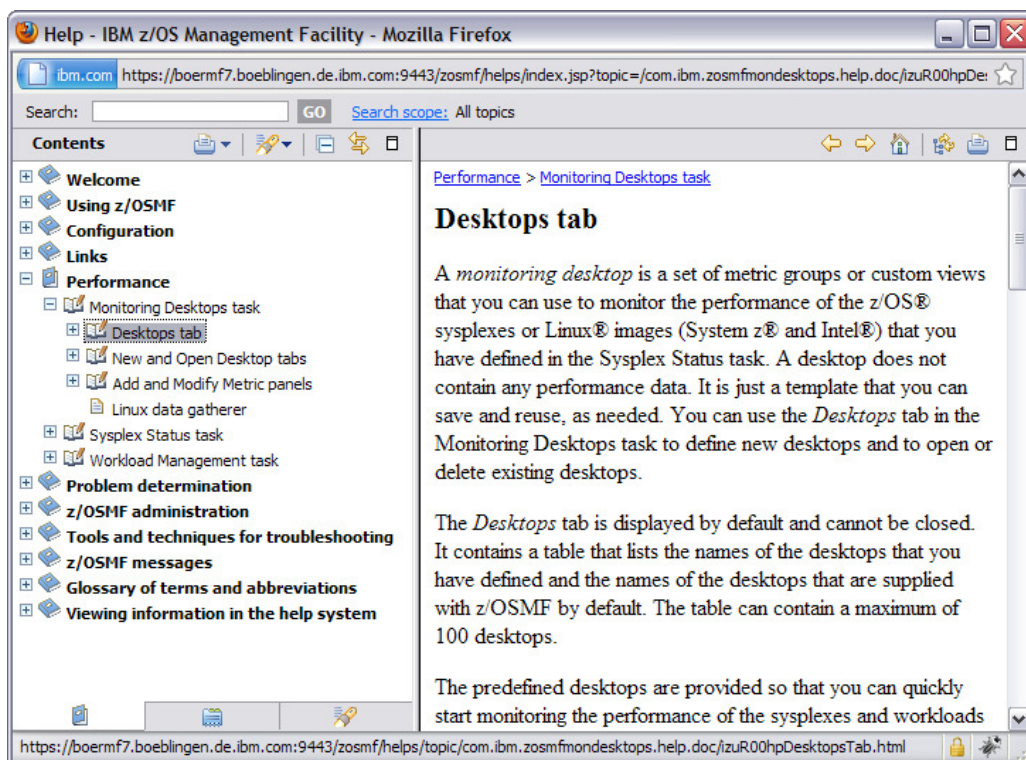 Help - IBM z/OS Management Facility - Mozilla Firefox
ibm.com https://boermf7.boeblingen.de.ibm.com:9443/zosmf/helps/index.jsp?topic=/com.ibm.zosmfmondesktops.help.doc/izuR00hpDe
Search: GO Search scope: All topics
Contents
Welcome
Using z/OSMF
Configuration
Links
Performance
Monitoring Desktops task
Desktops tab
New and Open Desktop tabs
Add and Modify Metric panels
Linux data gatherer
Sysplex Status task
Workload Management task
Problem determination
z/OSMF administration
Tools and techniques for troubleshooting
z/OSMF messages
Glossary of terms and abbreviations
Viewing information in the help system
Performance > Monitoring Desktops task
Desktops tab
A monitoring desktop is a set of metric groups or custom views
that you can use to monitor the performance of the z/OS®
sysplexes or Linux® images (System z® and Intel®) that you
have defined in the Sysplex Status task. A desktop does not
contain any performance data. It is just a template that you can
save and reuse, as needed. You can use the Desktops tab in the
Monitoring Desktops task to define new desktops and to open or
delete existing desktops.
The Desktops tab is displayed by default and cannot be closed.
It contains a table that lists the names of the desktops that you
have defined and the names of the desktops that are supplied
with z/OSMF by default. The table can contain a maximum of
100 desktops.
The predefined desktops are provided so that you can quickly
start monitoring the performance of the sysplexes and workloads
https://boermf7.boeblingen.de.ibm.com:9443/zosmf/helps/topic/com.ibm.zosmfmondesktops.help.doc/izuR00hpDesktopsTab.html